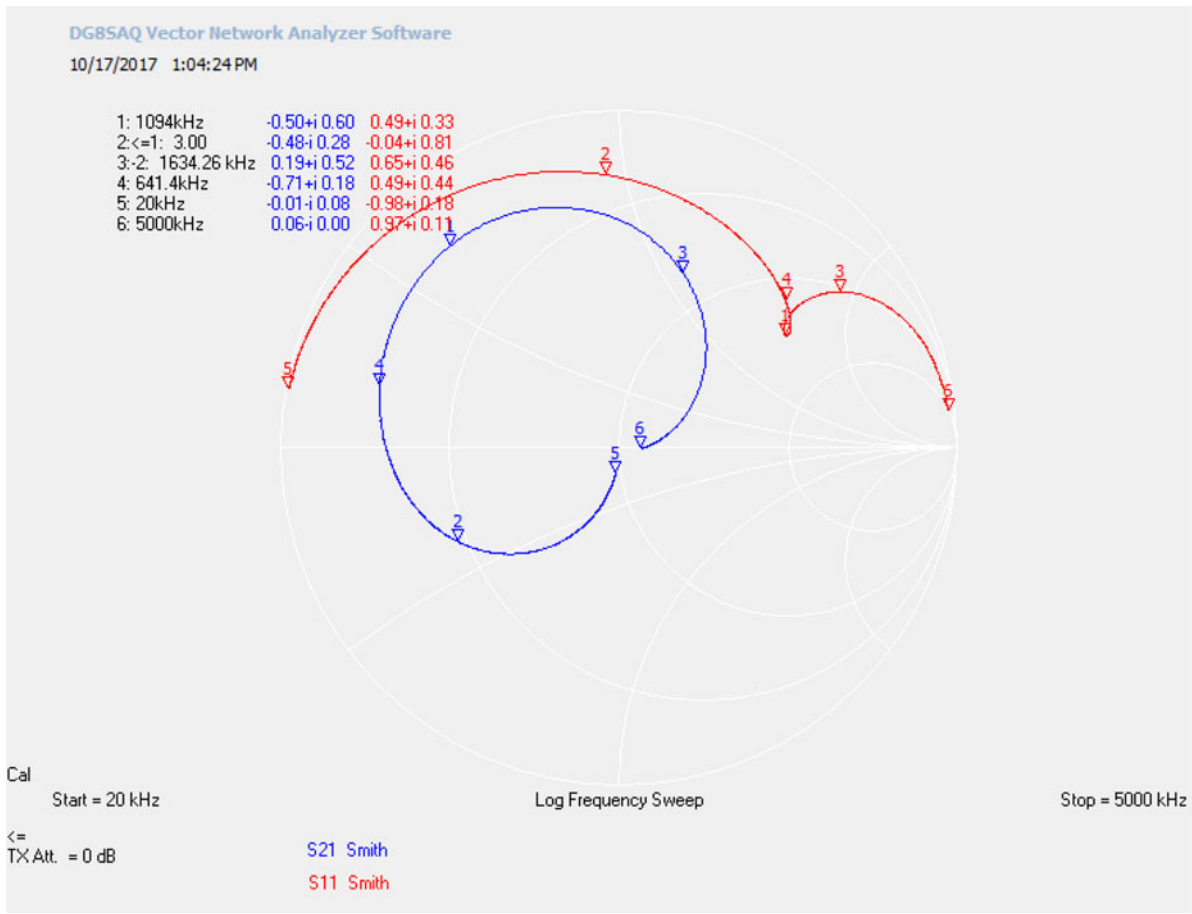 DG8SAQ Vector Network Analyzer Software
10/17/2017 1:04:24 PM
1: 1094kHz -0.50+i 0.60 0.49+i 0.33
2:<=1: 3.00 -0.48-i 0.28 -0.04+i 0.81
3:-2: 1634.26 kHz 0.19+i 0.52 0.65+i 0.46
4: 641.4kHz -0.71+i 0.18 0.49+i 0.44
5: 20kHz -0.01-i 0.08 -0.98+i 0.18
6: 5000kHz 0.06-i 0.00 0.97+i 0.11
2
1
3
4
3
1
5
4
6
6
5
2
Cal
Start = 20 kHz Log Frequency Sweep Stop = 5000 kHz
<=
TX Att. = 0 dB
S21 Smith
S11 Smith